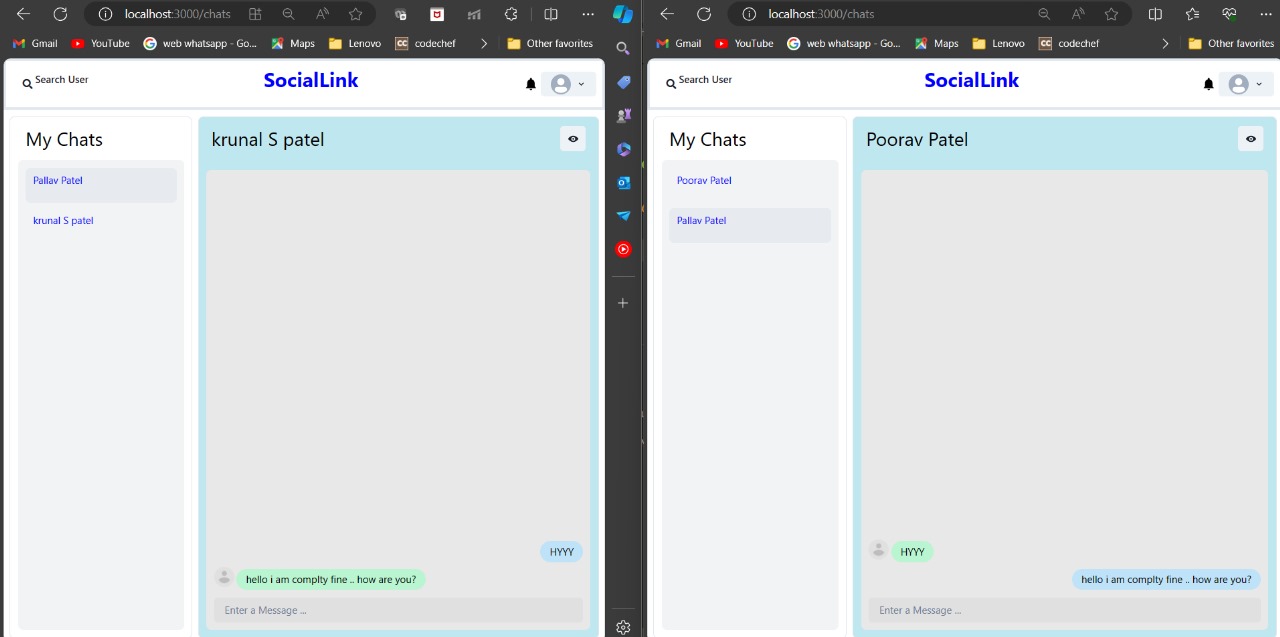 localhost:3000/chats
Gmail YouTube web whatsapp - Go... Maps Lenovo CC codechef Other favorites
Search User SocialLink
My Chats
Pallav Patel
krunal S patel
krunal S patel
HYYY
hello i am complty fine .. how are you?
Enter a Message ...
localhost:3000/chats
Gmail YouTube web whatsapp - Go... Maps Lenovo CC codechef Other favorites
Search User SocialLink
My Chats
Poorav Patel
Pallav Patel
Poorav Patel
HYYY
hello i am complty fine .. how are you?
Enter a Message ...